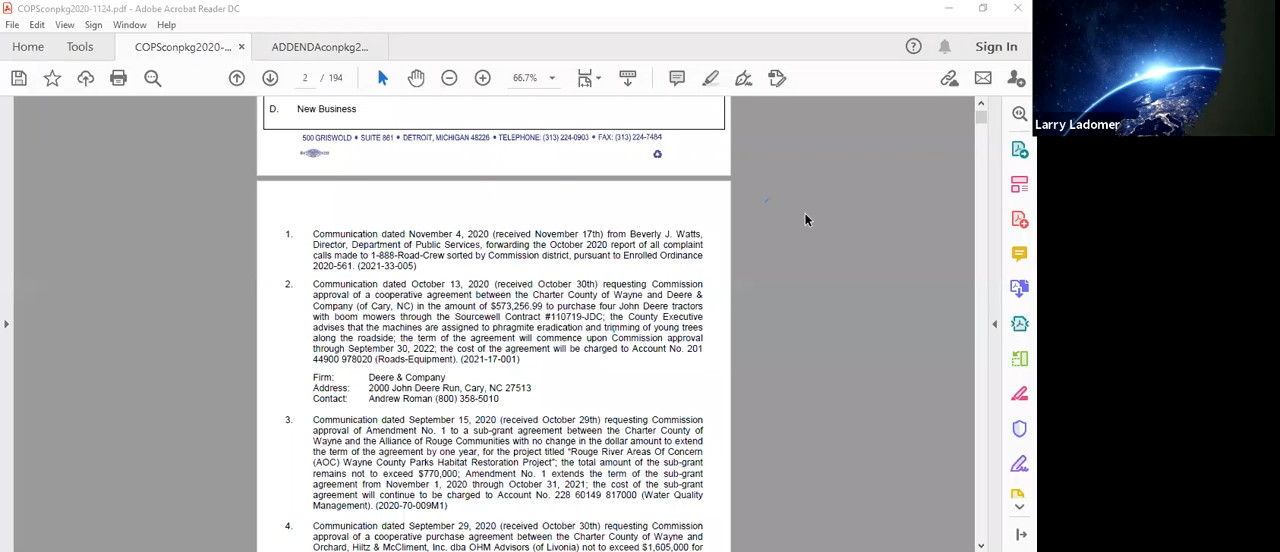 COPSconpkg2020-1124.pdf - Adobe Acrobat Reader DC
File Edit View Sign Window Help
Home Tools COPSconpkg2020-... × ADDENDAconpkg2... Sign In
2 / 194 66.7%
D. New Business
500 GRISWOLD • SUITE 861 • DETROIT, MICHIGAN 48226 • TELEPHONE: (313) 224-0903 • FAX: (313) 224-7484
Larry Ladomer
1. Communication dated November 4, 2020 (received November 17th) from Beverly J. Watts,
Director, Department of Public Services, forwarding the October 2020 report of all complaint
calls made to 1-888-Road-Crew sorted by Commission district, pursuant to Enrolled Ordinance
2020-561. (2021-33-005)
2. Communication dated October 13, 2020 (received October 30th) requesting Commission
approval of a cooperative agreement between the Charter County of Wayne and Deere &
Company (of Cary, NC) in the amount of $573,256.99 to purchase four John Deere tractors
with boom mowers through the Sourcewell Contract #110719-JDC; the County Executive
advises that the machines are assigned to phragmite eradication and trimming of young trees
along the roadside; the term of the agreement will commence upon Commission approval
through September 30, 2022; the cost of the agreement will be charged to Account No. 201
44900 978020 (Roads-Equipment). (2021-17-001)
Firm: Deere & Company
Address: 2000 John Deere Run, Cary, NC 27513
Contact: Andrew Roman (800) 358-5010
3. Communication dated September 15, 2020 (received October 29th) requesting Commission
approval of Amendment No. 1 to a sub-grant agreement between the Charter County of
Wayne and the Alliance of Rouge Communities with no change in the dollar amount to extend
the term of the agreement by one year, for the project titled "Rouge River Areas Of Concern
(AOC) Wayne County Parks Habitat Restoration Project"; the total amount of the sub-grant
remains not to exceed $770,000; Amendment No. 1 extends the term of the sub-grant
agreement from November 1, 2020 through October 31, 2021; the cost of the sub-grant
agreement will continue to be charged to Account No. 228 60149 817000 (Water Quality
Management). (2020-70-009M1)
4. Communication dated September 29, 2020 (received October 30th) requesting Commission
approval of a cooperative purchase agreement between the Charter County of Wayne and
Orchard, Hiltz & McCliment, Inc. dba OHM Advisors (of Livonia) not to exceed $1,605,000 for